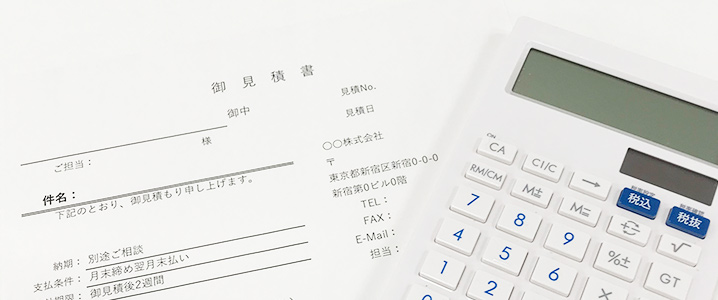 御見積書
御中
様
ご担当：
件名：
下記のとおり、御見積もり申し上げます。
納期：別途ご相談
支払条件：月末締め翌月末払い
期限：御見積後2週間
見積No.
見積日
〇〇株式会社
〒
東京都新宿区新宿0-0-0
新宿第0ビル0階
TEL：
FAX：
E-Mail：
担当：
ON
CA
C/C
→
税込
税抜
RM/CM
M±
M=
√
7
8
9
%±
GT
4
5
6
×
1
2
3
0